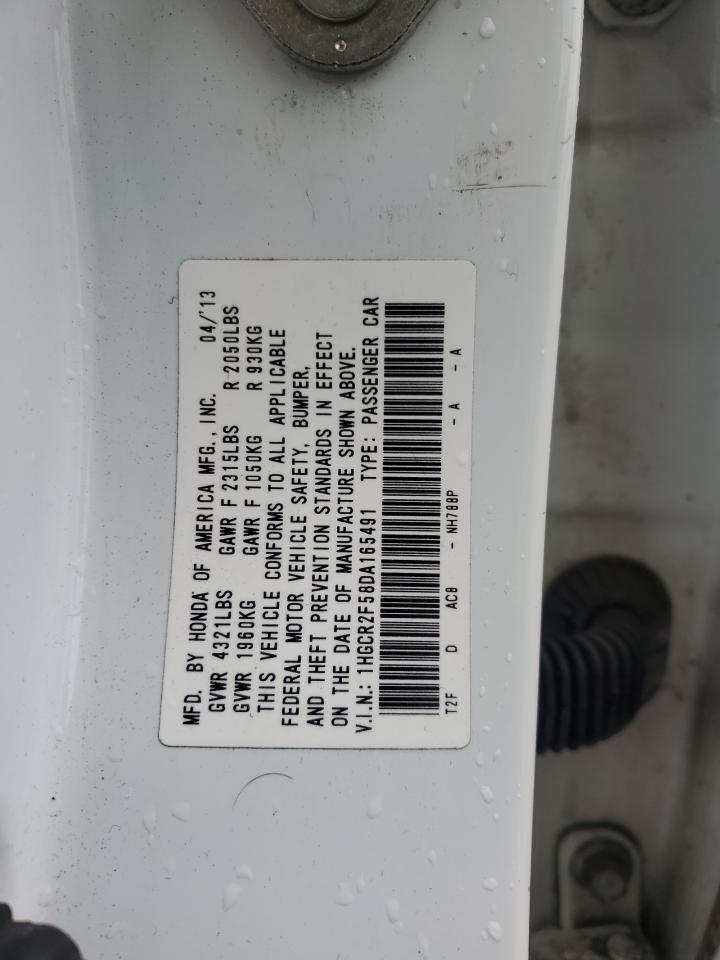 MFD. BY HONDA OF AMERICA MFG., INC. 04/'13
GVWR 4321LBS GAWR F 2315LBS R 2050LBS
GVWR 1960KG GAWR F 1050KG R 930KG
THIS VEHICLE CONFORMS TO ALL APPLICABLE
FEDERAL MOTOR VEHICLE SAFETY, BUMPER,
AND THEFT PREVENTION STANDARDS IN EFFECT
ON THE DATE OF MANUFACTURE SHOWN ABOVE.
V.I.N.: 1HGCR2F58DA165491 TYPE: PASSENGER CAR
T2F D AC8 - NH788P - A - A